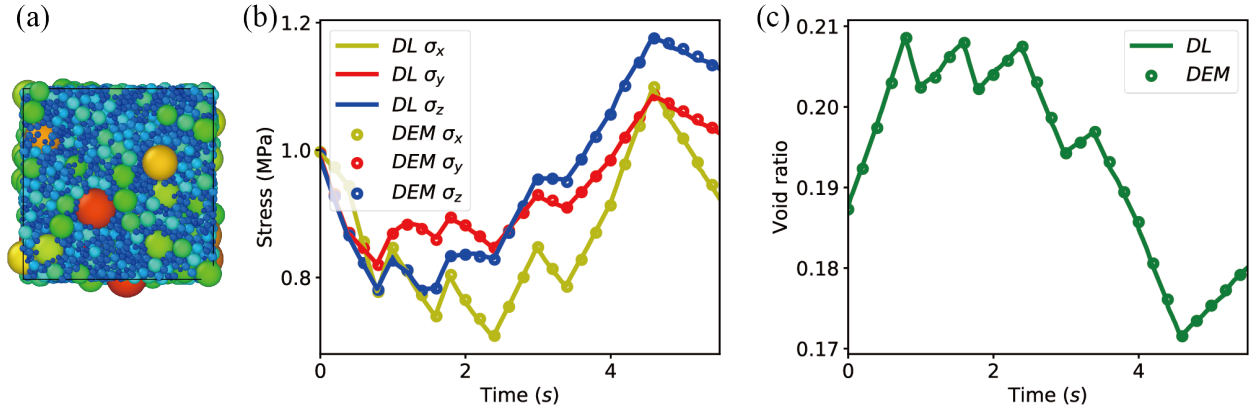 (a)
(b)
1.2
1.0
0.8
Stress (MPa)
DL σx
DL σy
DL σz
DEM σx
DEM σy
DEM σz
0
2
4
Time (s)
(c)
0.21
0.20
0.19
0.18
0.17
Void ratio
DL
DEM
0
2
4
Time (s)